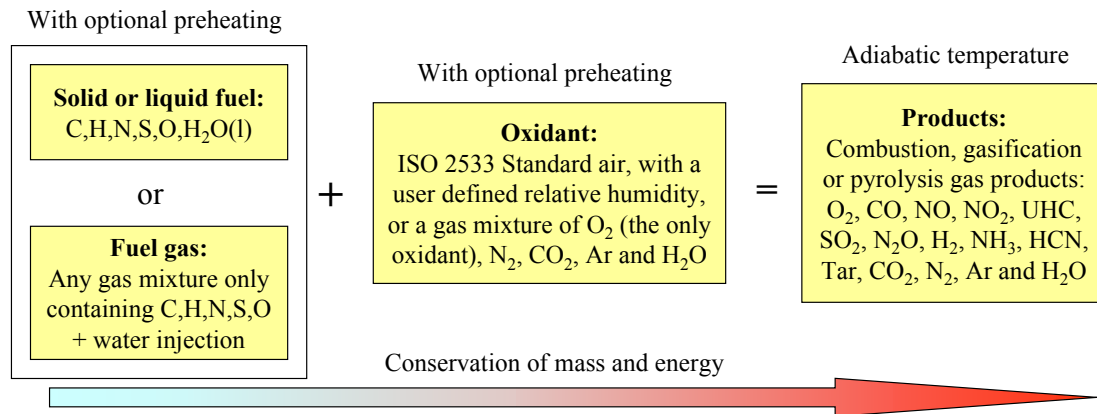 With optional preheating
Solid or liquid fuel:
C,H,N,S,O,H₂O(l)
or
Fuel gas:
Any gas mixture only
containing C,H,N,S,O
+ water injection
+
With optional preheating
Oxidant:
ISO 2533 Standard air, with a
user defined relative humidity,
or a gas mixture of O₂ (the only
oxidant), N₂, CO₂, Ar and H₂O
=
Adiabatic temperature
Products:
Combustion, gasification
or pyrolysis gas products:
O₂, CO, NO, NO₂, UHC,
SO₂, N₂O, H₂, NH₃, HCN,
Tar, CO₂, N₂, Ar and H₂O
Conservation of mass and energy